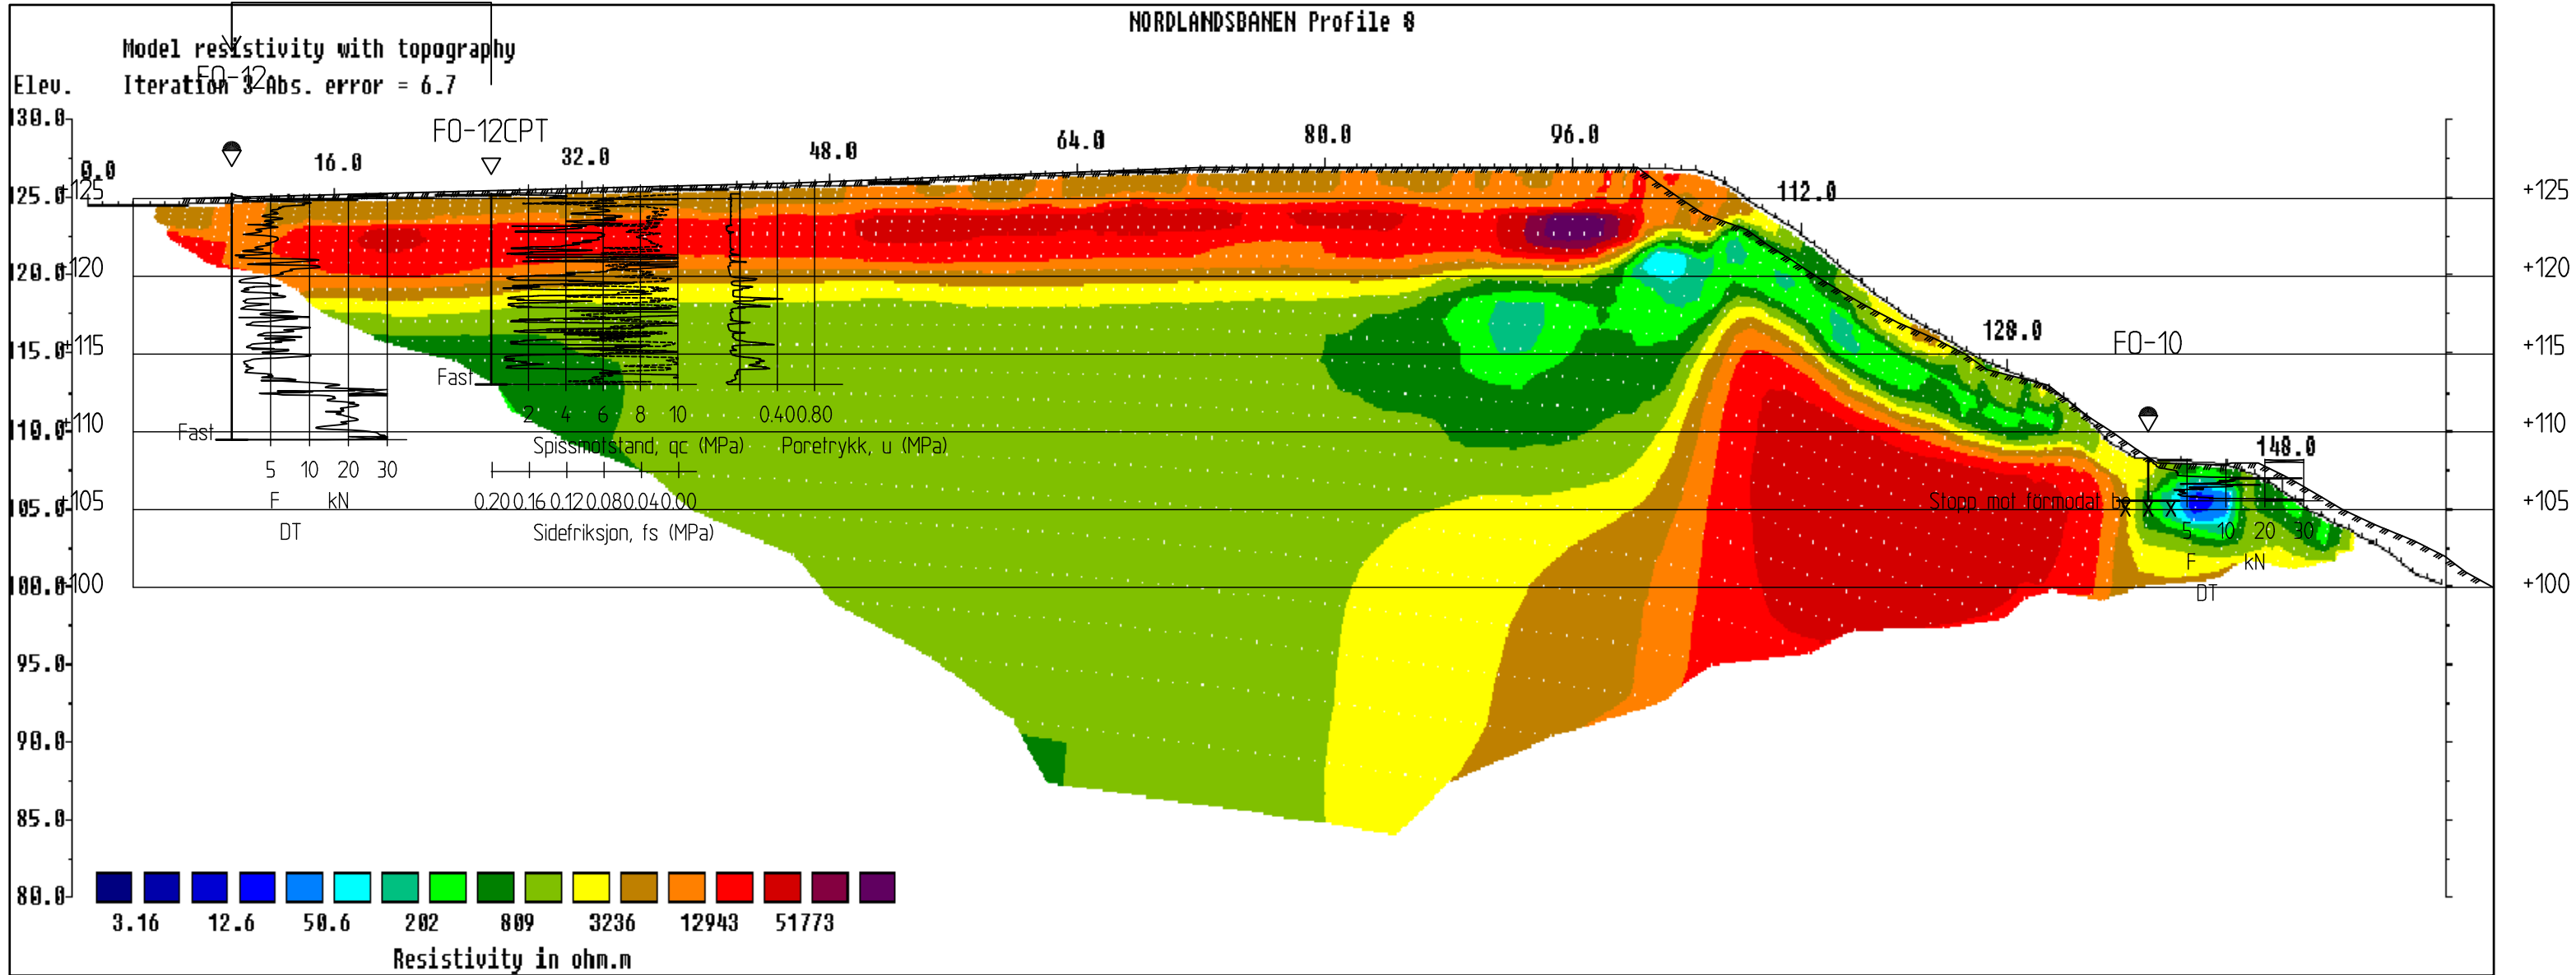 NORDLANDSBANEN Profile 8
Model resistivity with topography
FO-12
Elev.
Iteration 3 Abs. error = 6.7
FO-12CPT
0.0
16.0
32.0
48.0
64.0
80.0
96.0
112.0
128.0
148.0
FO-10
130.0
125.0
120.0
115.0
110.0
105.0
100.0
95.0
90.0
85.0
80.0
+125
+120
+115
+110
+105
+100
+125
+120
+115
+110
+105
+100
Fast
Fast
5 10 20 30
F kN
DT
2 4 6 8 10
Spissmotstand, qc (MPa)
0.40 0.80
Poretrykk, u (MPa)
0.20 0.16 0.12 0.08 0.04 0.00
Sidefriksjon, fs (MPa)
Stopp mot formodat be
5 10 20 30
F kN
DT
3.16 12.6 50.6 202 809 3236 12943 51773
Resistivity in ohm.m